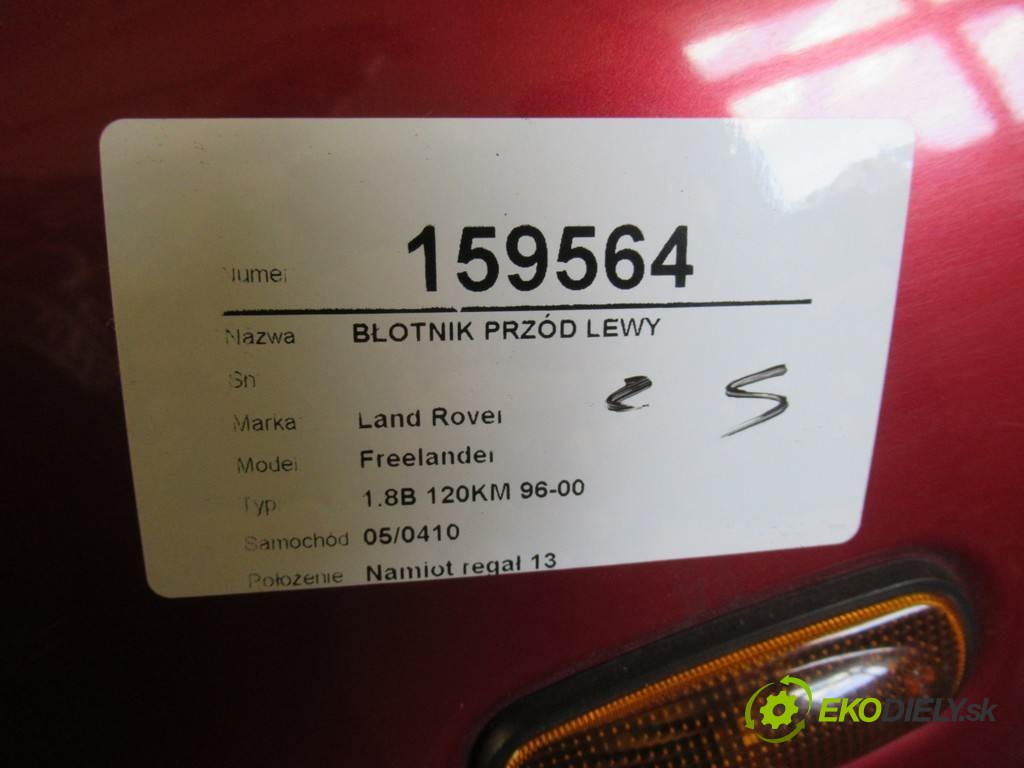 Numer 159564
Nazwa BŁOTNIK PRZÓD LEWY
Sn
Marka Land Rover
Model Freelander
Typ 1.8B 120KM 96-00
Samochód 05/0410
Położenie Namiot regał 13
EKODIELY.sk